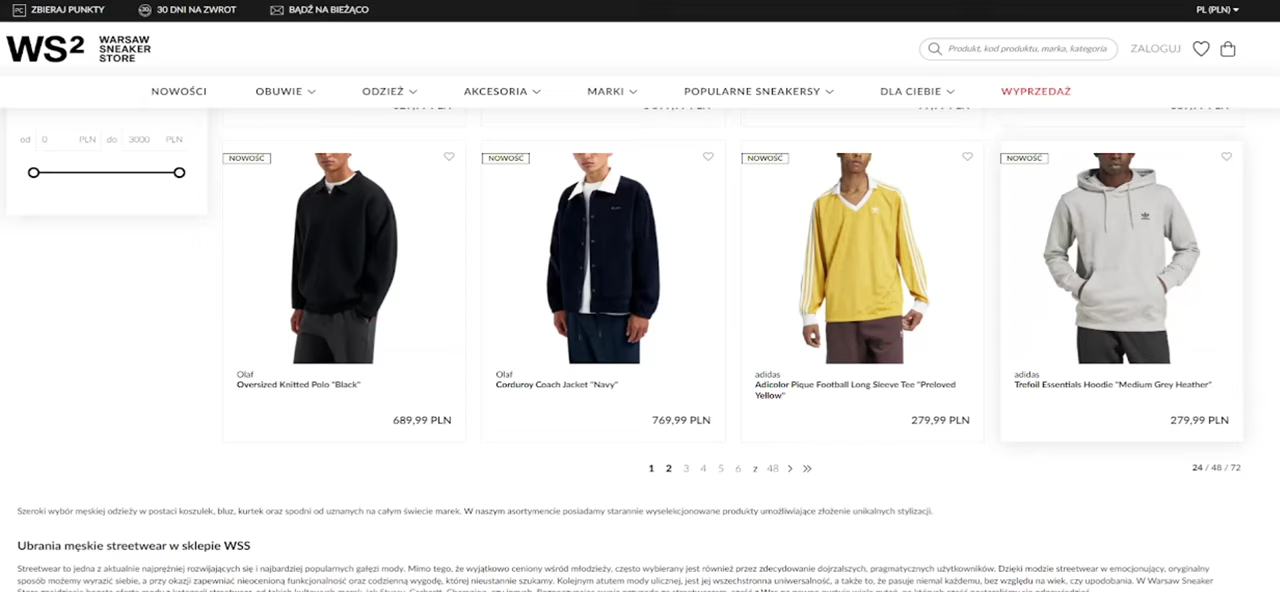 ZBIERAJ PUNKTY 30 DNI NA ZWROT BĄDŹ NA BIEŻĄCO PL (PLN)
WS2 WARSAW SNEAKER STORE
Produkt, kod produktu, marka, kategoria ZALOGUJ
NOWOŚCI OBUWIE ODZIEŻ AKCESORIA MARKI POPULARNE SNEAKERSY DLA CIEBIE WYPRZEDAŻ
od 0 PLN do 3000 PLN
NOWOŚĆ NOWOŚĆ NOWOŚĆ NOWOŚĆ
Olaf
Oversized Knitted Polo "Black"
689,99 PLN
Olaf
Corduroy Coach Jacket "Navy"
769,99 PLN
adidas
Adicolor Pique Football Long Sleeve Tee "Preloved
Yellow"
279,99 PLN
adidas
Trefoil Essentials Hoodie "Medium Grey Heather"
279,99 PLN
1 2 3 4 5 6 z 48
24 / 48 / 72
Szeroki wybór męskiej odzieży w postaci koszulek, bluz, kurtek oraz spodni od uznanych na całym świecie marek. W naszym asortymencie posiadamy starannie wyselekcjonowane produkty umożliwiające złożenie unikalnych stylizacji.
Ubrania męskie streetwear w sklepie WSS
Streetwear to jedna z aktualnie najprężniej rozwijających się i najbardziej popularnych gałęzi mody. Mimo tego, że wyjątkowo ceniony wśród młodzieży, często wybierany jest również przez zdecydowanie dojrzalszych, pragmatycznych użytkowników. Dzięki modzie streetwear w emocjonujący, oryginalny
sposób możemy wyrazić siebie, a przy okazji zapewniać nieocenioną funkcjonalność oraz codzienną wygodę, której nieustannie szukamy. Kolejnym atutem mody ulicznej, jest jej wszechstronna uniwersalność, a także to, że pasuje niemal każdemu, bez względu na wiek, czy upodobania. W Warsaw Sneaker